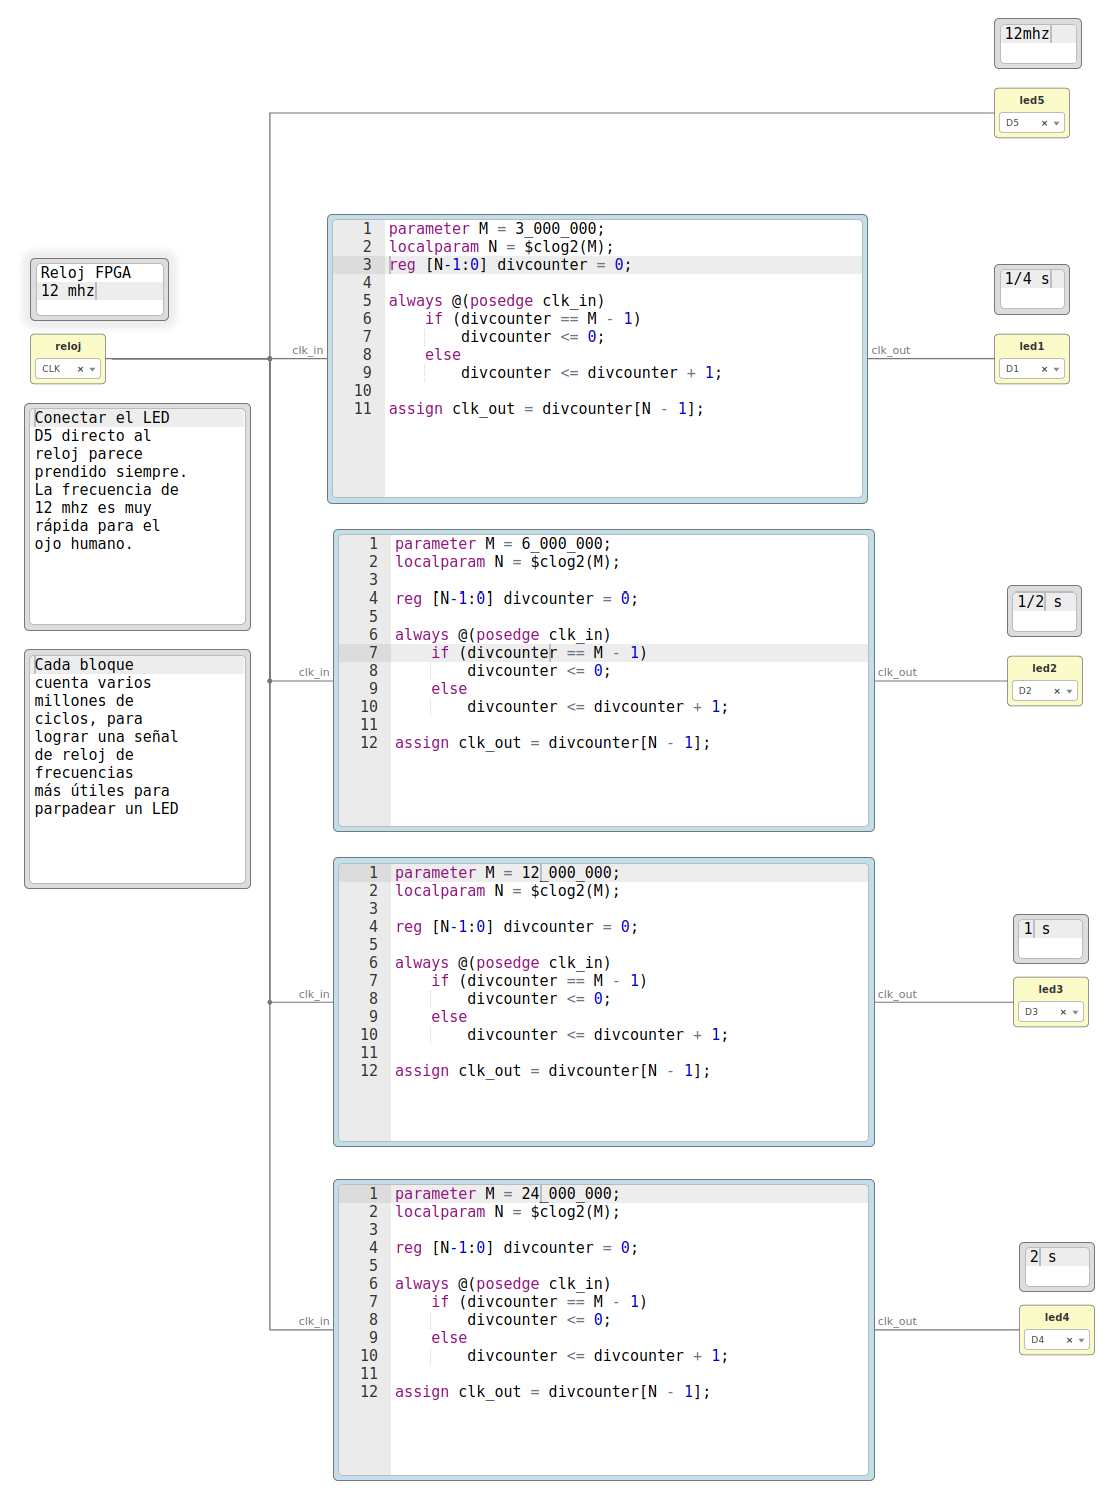 12mhz
led5
D5
Reloj FPGA
12 mhz
reloj
CLK
Conectar el LED
D5 directo al
reloj parece
prendido siempre.
La frecuencia de
12 mhz es muy
rápida para el
ojo humano.
Cada bloque
cuenta varios
millones de
ciclos, para
lograr una señal
de reloj de
frecuencias
más útiles para
parpadear un LED
clk_in
1 parameter M = 3_000_000;
2 localparam N = $clog2(M);
3 reg [N-1:0] divcounter = 0;
4
5 always @(posedge clk_in)
6 if (divcounter == M - 1)
7 divcounter <= 0;
8 else
9 divcounter <= divcounter + 1;
10
11 assign clk_out = divcounter[N - 1];
clk_out
1/4 s
led1
D1
clk_in
1 parameter M = 6_000_000;
2 localparam N = $clog2(M);
3
4 reg [N-1:0] divcounter = 0;
5
6 always @(posedge clk_in)
7 if (divcounter == M - 1)
8 divcounter <= 0;
9 else
10 divcounter <= divcounter + 1;
11
12 assign clk_out = divcounter[N - 1];
clk_out
1/2 s
led2
D2
clk_in
1 parameter M = 12_000_000;
2 localparam N = $clog2(M);
3
4 reg [N-1:0] divcounter = 0;
5
6 always @(posedge clk_in)
7 if (divcounter == M - 1)
8 divcounter <= 0;
9 else
10 divcounter <= divcounter + 1;
11
12 assign clk_out = divcounter[N - 1];
clk_out
1 s
led3
D3
clk_in
1 parameter M = 24_000_000;
2 localparam N = $clog2(M);
3
4 reg [N-1:0] divcounter = 0;
5
6 always @(posedge clk_in)
7 if (divcounter == M - 1)
8 divcounter <= 0;
9 else
10 divcounter <= divcounter + 1;
11
12 assign clk_out = divcounter[N - 1];
clk_out
2 s
led4
D4